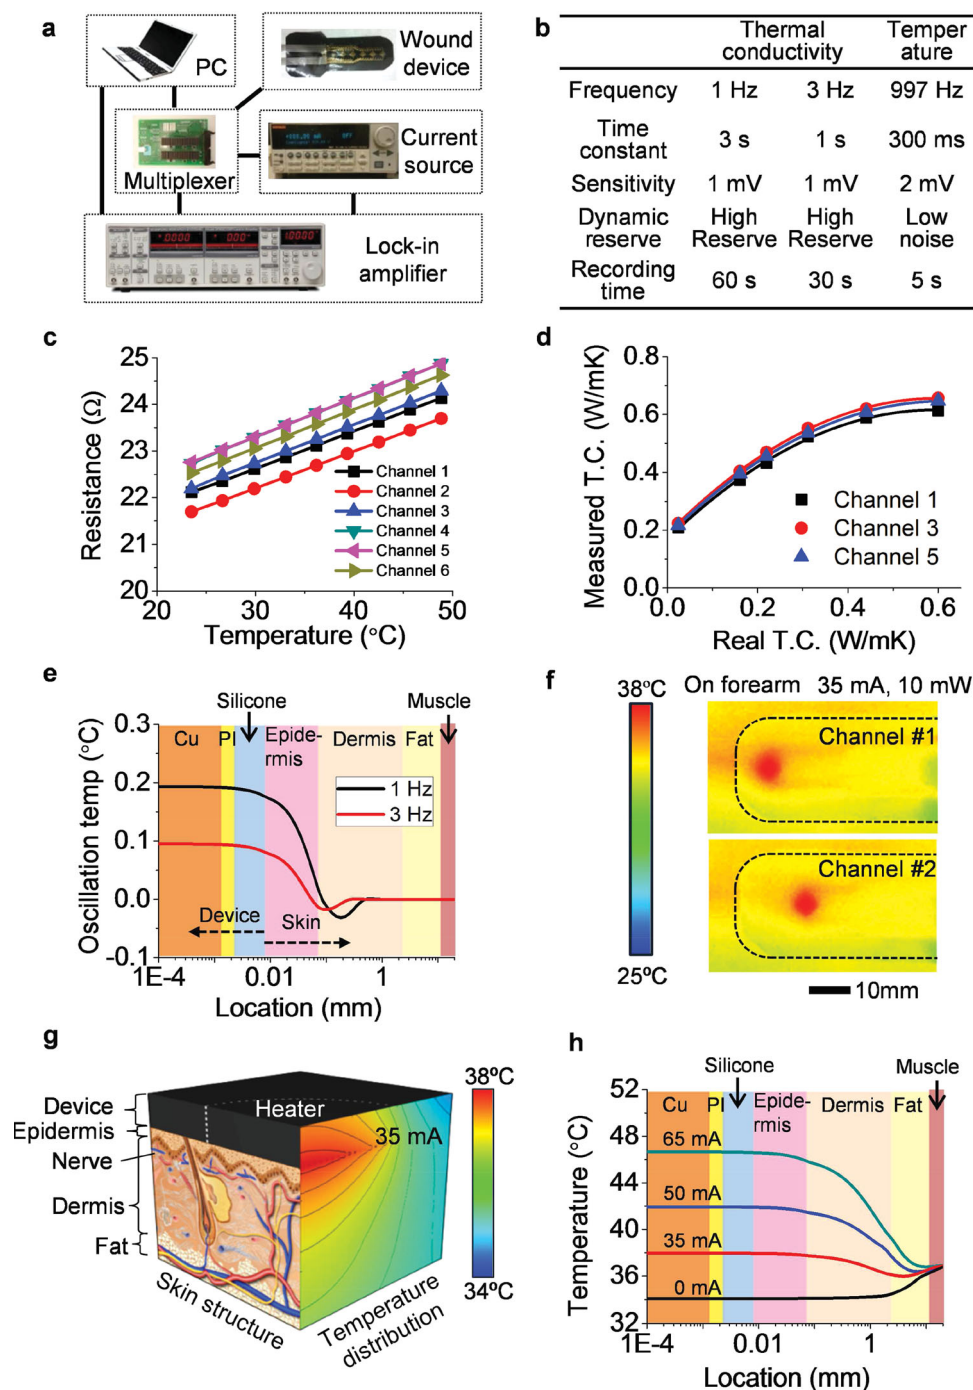 a
PC
Wound
device
Multiplexer
Current
source
Lock-in
amplifier
b
Thermal
conductivity
Temper
ature
Frequency 1 Hz 3 Hz 997 Hz
Time
constant 3 s 1 s 300 ms
Sensitivity 1 mV 1 mV 2 mV
Dynamic High High Low
reserve Reserve Reserve noise
Recording
time 60 s 30 s 5 s
c
Resistance (Ω)
25
24
23
22
21
20
20 30 40 50
Temperature (°C)
Channel 1
Channel 2
Channel 3
Channel 4
Channel 5
Channel 6
d
Measured T.C. (W/mK)
0.8
0.6
0.4
0.2
0.0
0.0 0.2 0.4 0.6
Real T.C. (W/mK)
Channel 1
Channel 3
Channel 5
e
Silicone
Muscle
Oscillation temp (°C)
0.3
0.2
0.1
0.0
-0.1
Cu PI Epide-
rmis
Dermis Fat
1 Hz
3 Hz
Device
Skin
1E-4 0.01 1
Location (mm)
f
On forearm 35 mA, 10 mW
38ºC
25ºC
Channel #1
Channel #2
10mm
g
Device
Epidermis
Nerve
Dermis
Fat
Heater
35 mA
Skin structure
Temperature
distribution
38ºC
34ºC
h
Silicone
Muscle
Temperature (°C)
52
48
44
40
36
32
Cu PI Epide-
rmis
Dermis Fat
65 mA
50 mA
35 mA
0 mA
1E-4 0.01 1
Location (mm)